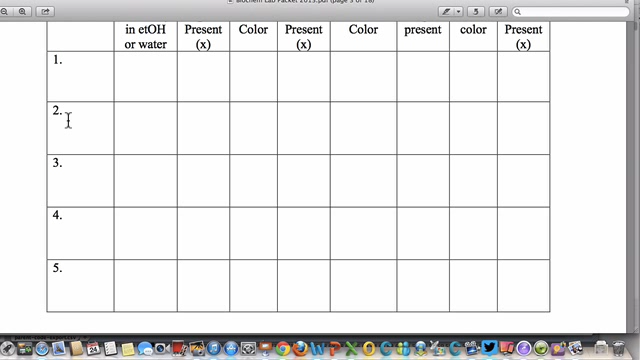 Biochem Lab Packet 2013.pdf (page 3 of 18)
in etOH Present Color Present Color present color Present
or water (x) (x) (x)
1.
2.
3.
4.
5.